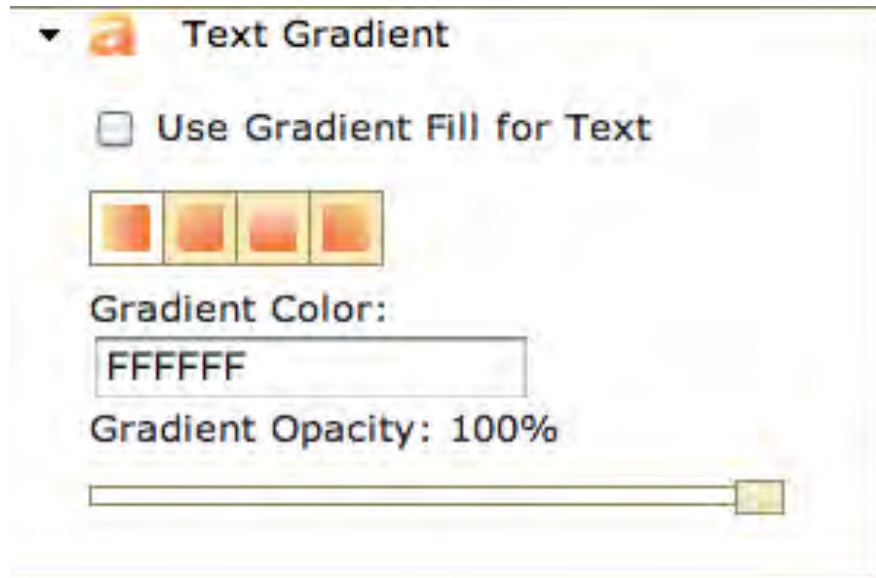 a Text Gradient
Use Gradient Fill for Text
Gradient Color:
FFFFFF
Gradient Opacity: 100%